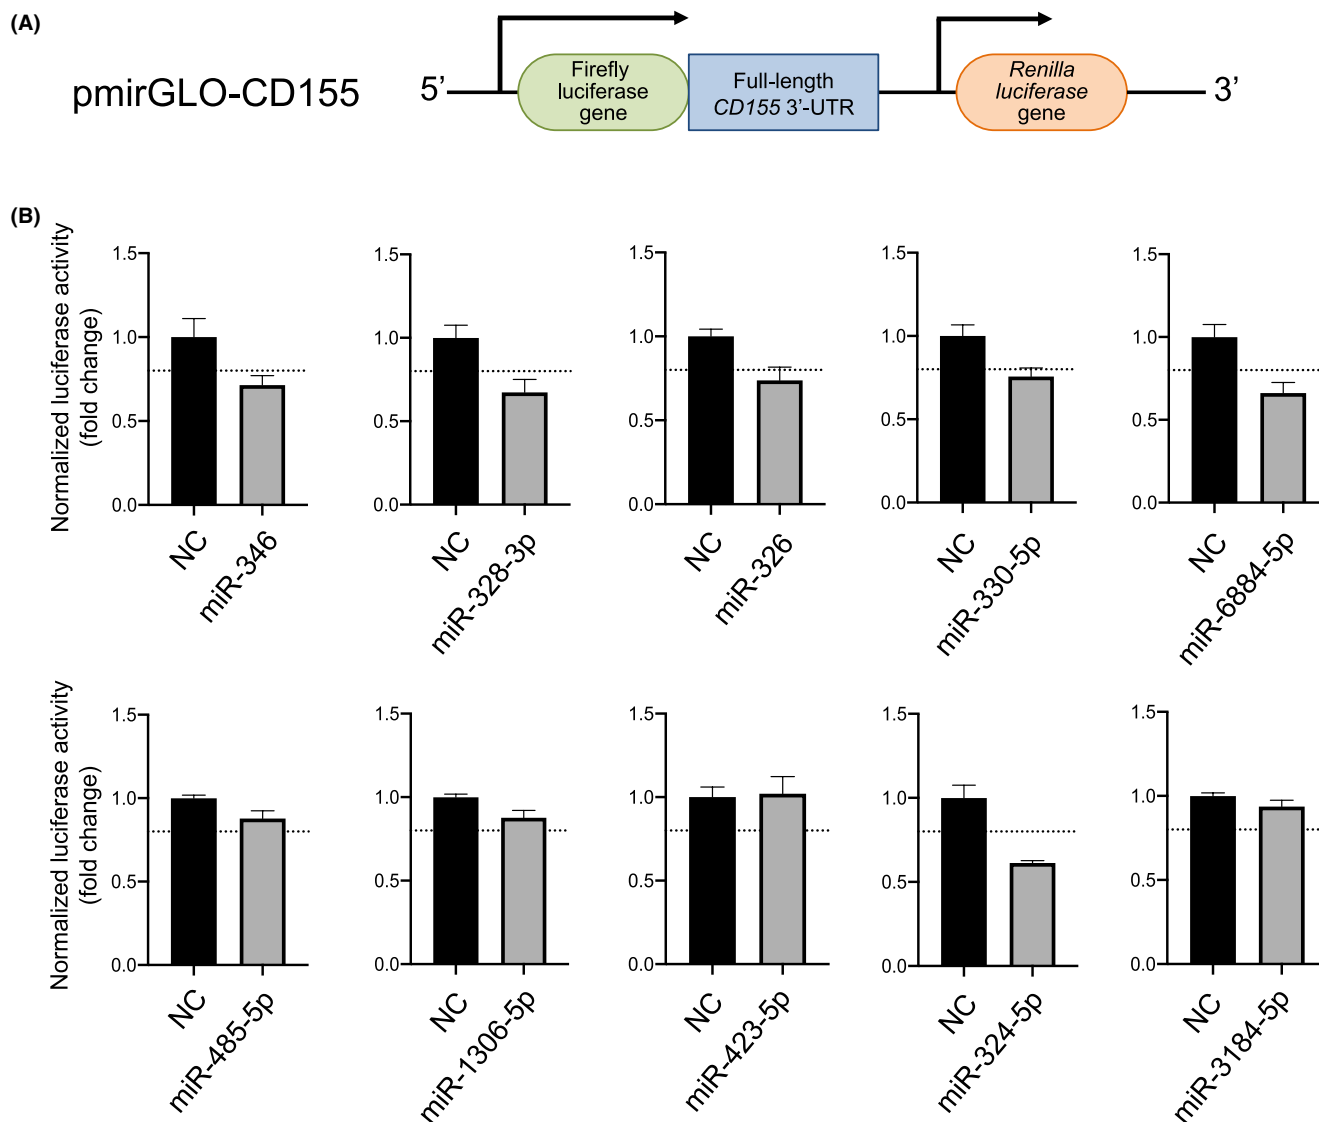 (A)
pmirGLO-CD155
5’
Firefly
luciferase
gene
Full-length
CD155 3’-UTR
Renilla
luciferase
gene
3’
(B)
Normalized luciferase activity
(fold change)
1.5
1.0
0.5
0.0
NC
miR-346
1.5
1.0
0.5
0.0
NC
miR-328-3p
1.5
1.0
0.5
0.0
NC
miR-326
1.5
1.0
0.5
0.0
NC
miR-330-5p
1.5
1.0
0.5
0.0
NC
miR-6884-5p
Normalized luciferase activity
(fold change)
1.5
1.0
0.5
0.0
NC
miR-485-5p
1.5
1.0
0.5
0.0
NC
miR-1306-5p
1.5
1.0
0.5
0.0
NC
miR-423-5p
1.5
1.0
0.5
0.0
NC
miR-324-5p
1.5
1.0
0.5
0.0
NC
miR-3184-5p